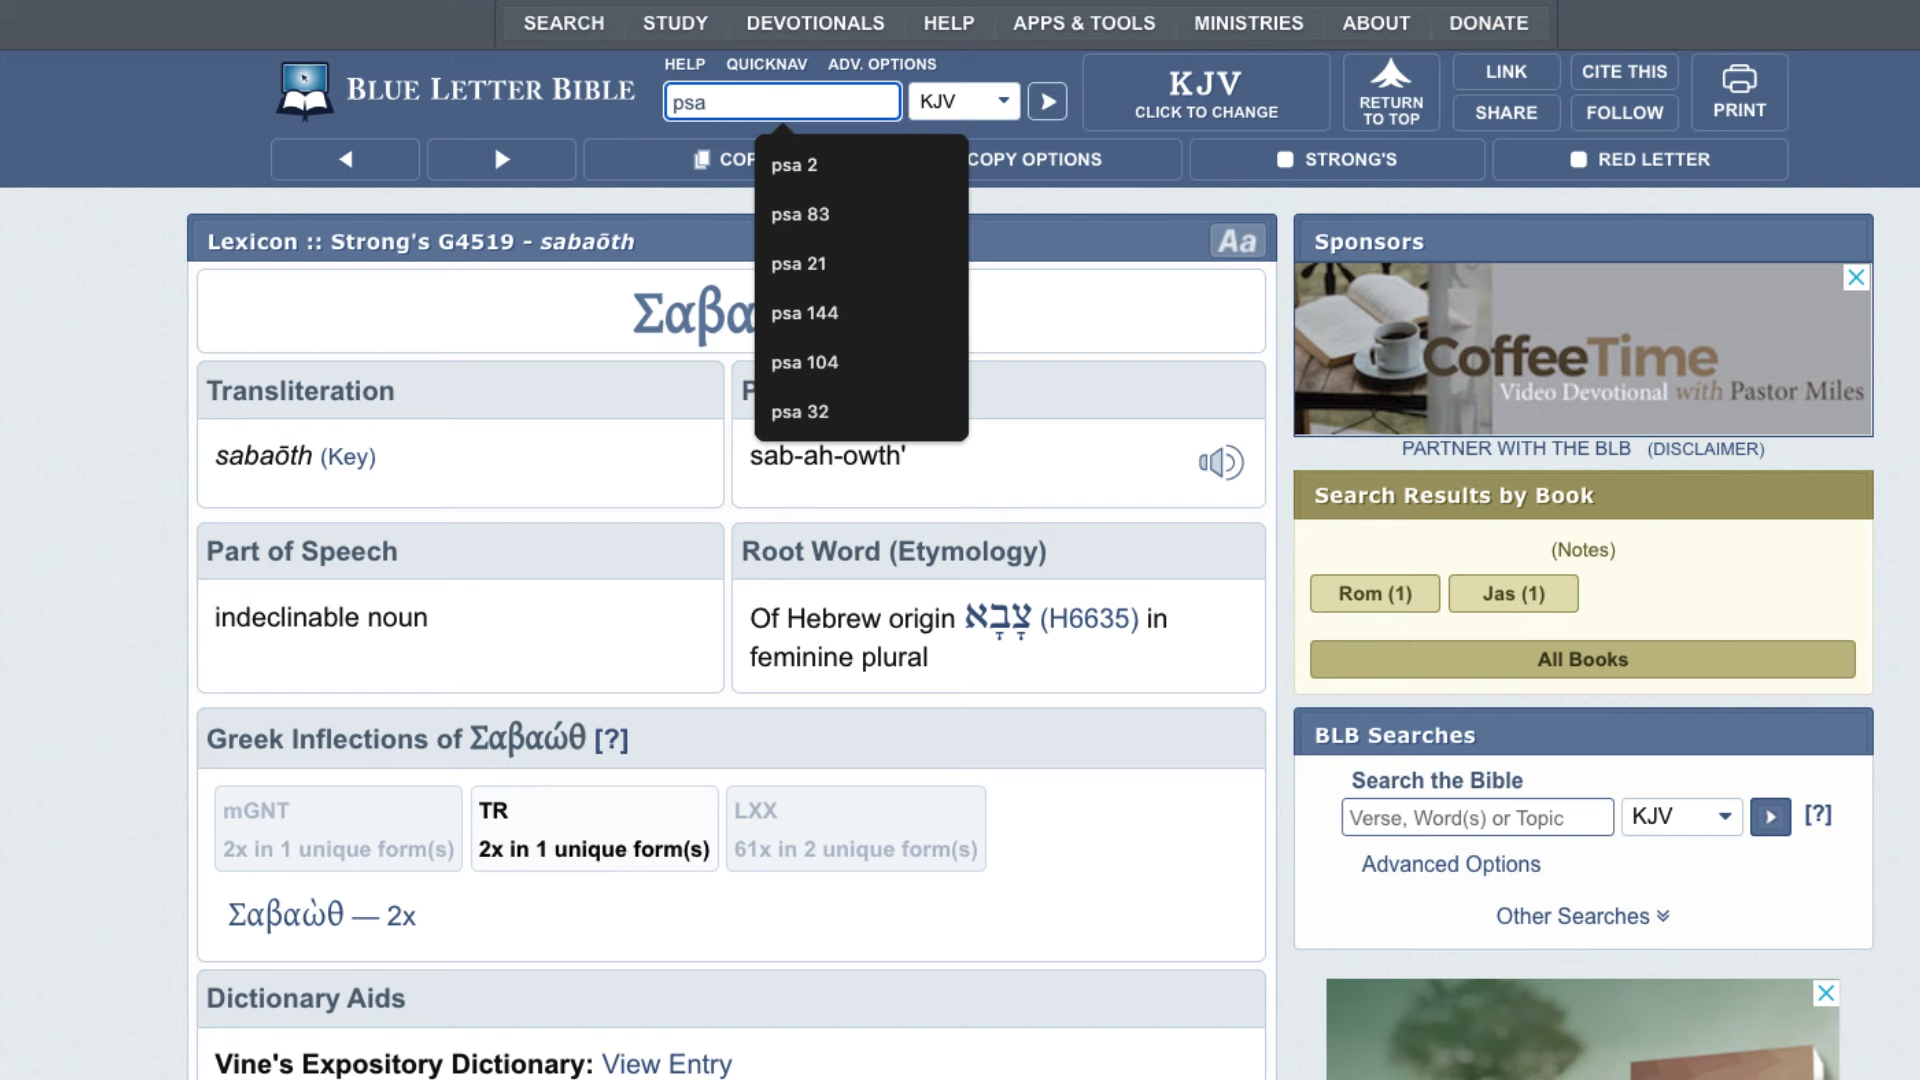 SEARCH STUDY DEVOTIONALS HELP APPS & TOOLS MINISTRIES ABOUT DONATE
BLUE LETTER BIBLE
HELP QUICKNAV ADV. OPTIONS
psa
KJV
KJV
CLICK TO CHANGE
RETURN
TO TOP
LINK
CITE THIS
SHARE
FOLLOW
PRINT
COPY OPTIONS
STRONG'S
RED LETTER
psa 2
psa 83
psa 21
psa 144
psa 104
psa 32
Lexicon :: Strong's G4519 - sabaōth
Aa
Transliteration
sabaōth (Key)
sab-ah-owth'
Part of Speech
indeclinable noun
Root Word (Etymology)
Of Hebrew origin צָבָא (H6635) in
feminine plural
Greek Inflections of Σαβαώθ [?]
mGNT
2x in 1 unique form(s)
TR
2x in 1 unique form(s)
LXX
61x in 2 unique form(s)
Σαβαὼθ — 2x
Dictionary Aids
Vine's Expository Dictionary: View Entry
Sponsors
CoffeeTime
Video Devotional with Pastor Miles
PARTNER WITH THE BLB (DISCLAIMER)
Search Results by Book
(Notes)
Rom (1) Jas (1)
All Books
BLB Searches
Search the Bible
Verse, Word(s) or Topic KJV [?]
Advanced Options
Other Searches